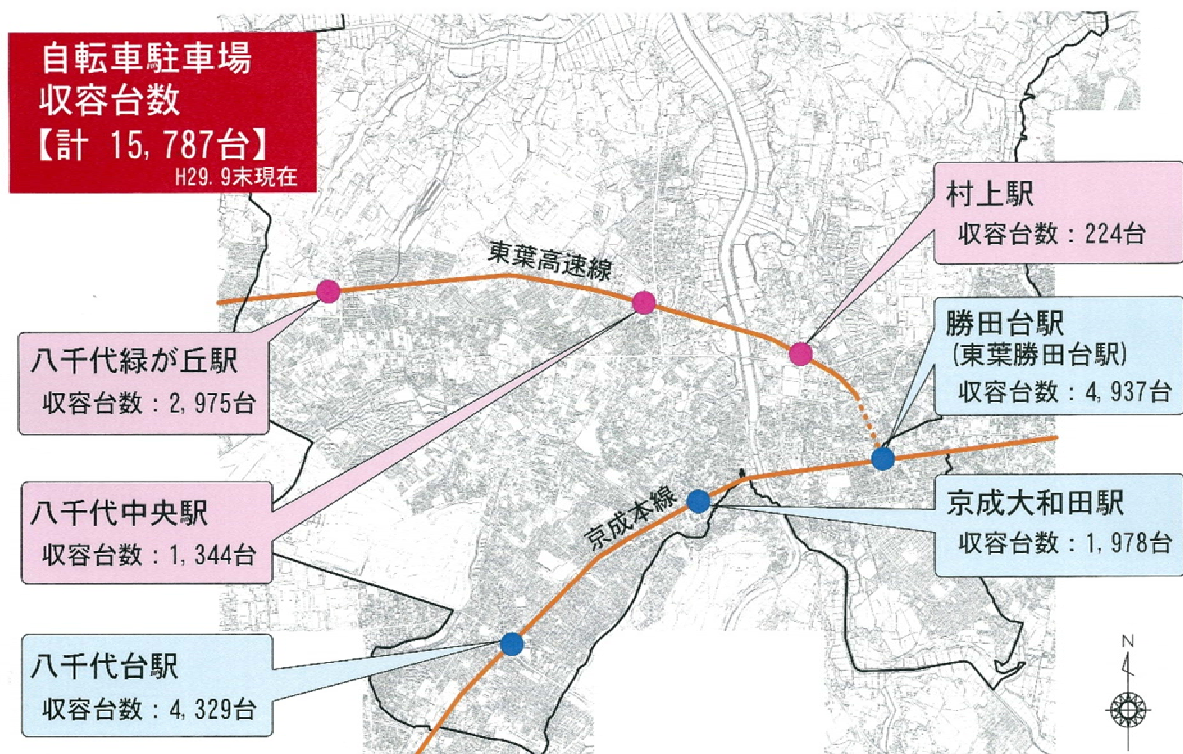 自転車駐車場
収容台数
【計 15,787台】
H29.9末現在
東葉高速線
村上駅
収容台数：224台
勝田台駅
(東葉勝田台駅)
収容台数：4,937台
八千代緑が丘駅
収容台数：2,975台
八千代中央駅
収容台数：1,344台
京成本線
京成大和田駅
収容台数：1,978台
八千代台駅
収容台数：4,329台
N